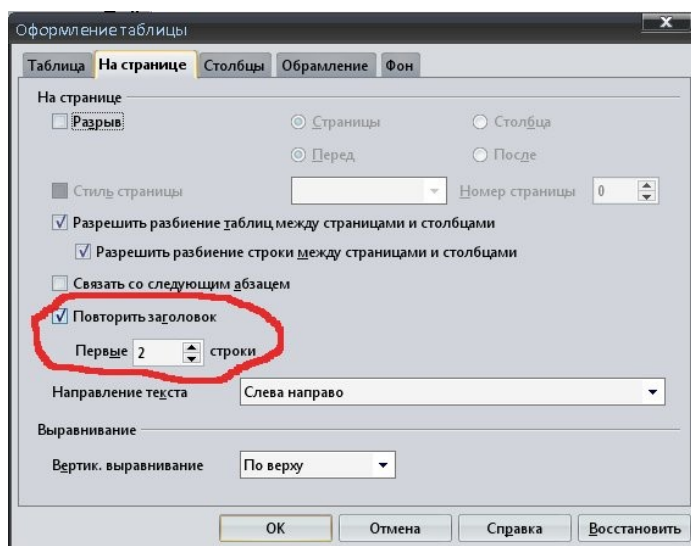 Оформление таблицы
Таблица На странице Столбцы Обрамление Фон
На странице
Разрыв Страницы Столбца
Перед После
Стиль страницы Номер страницы 0
Разрешить разбиение таблиц между страницами и столбцами
Разрешить разбиение строки между страницами и столбцами
Связать со следующим абзацем
Повторить заголовок
Первые 2 строки
Направление текста Слева направо
Выравнивание
Вертик. выравнивание По верху
ОК Отмена Справка Восстановить